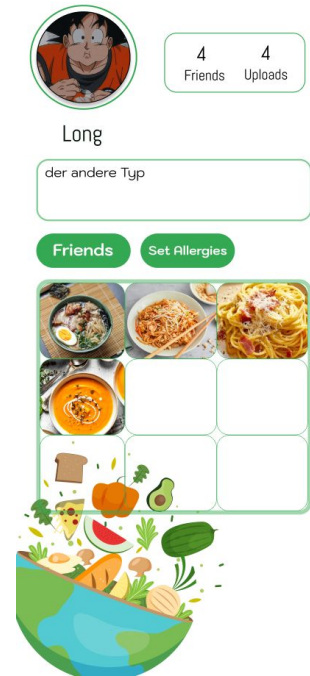 4 4
Friends Uploads
Long
der andere Typ
Friends
Set Allergies